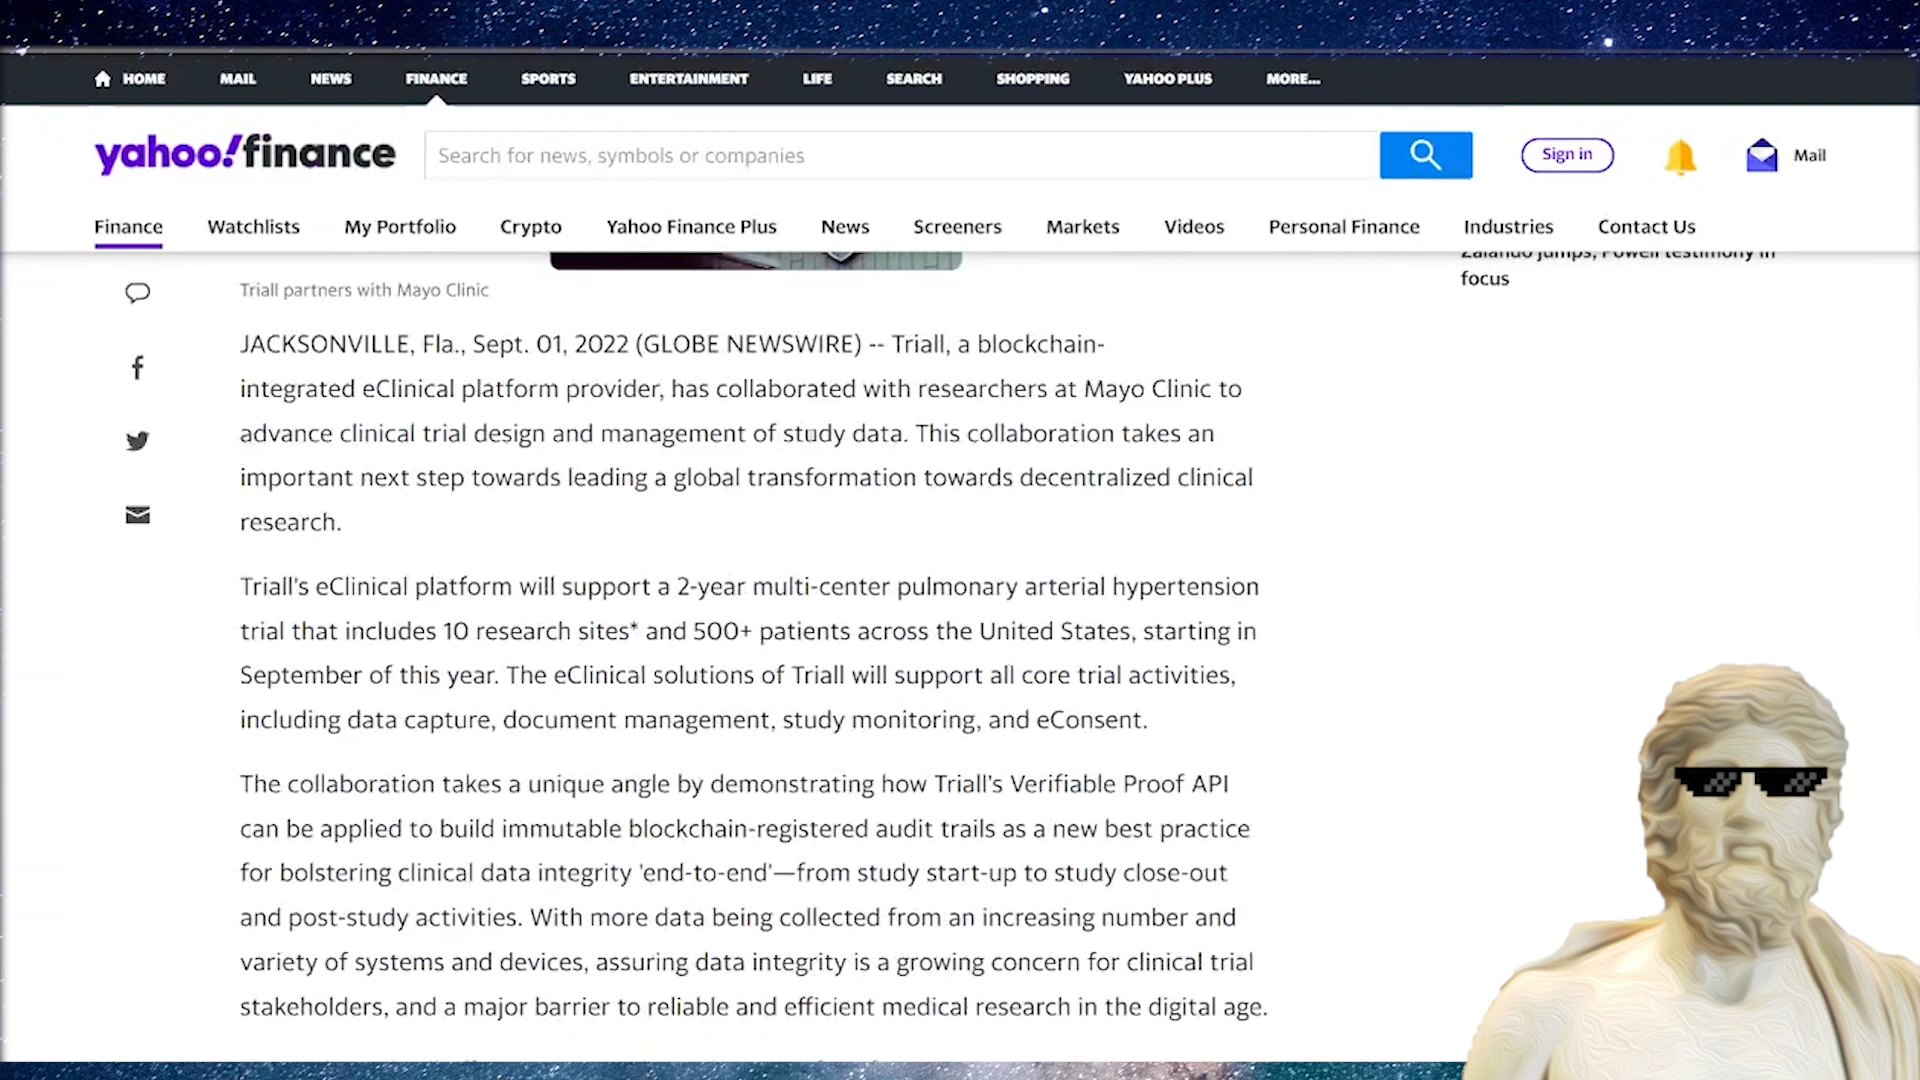 HOME MAIL NEWS FINANCE SPORTS ENTERTAINMENT LIFE SEARCH SHOPPING YAHOO PLUS MORE...
yahoo!finance Search for news, symbols or companies Sign in Mail
Finance Watchlists My Portfolio Crypto Yahoo Finance Plus News Screeners Markets Videos Personal Finance Industries Contact Us
Zalando jumps, Powell testimony in
focus
Triall partners with Mayo Clinic
JACKSONVILLE, Fla., Sept. 01, 2022 (GLOBE NEWSWIRE) -- Triall, a blockchain-
integrated eClinical platform provider, has collaborated with researchers at Mayo Clinic to
advance clinical trial design and management of study data. This collaboration takes an
important next step towards leading a global transformation towards decentralized clinical
research.
Triall's eClinical platform will support a 2-year multi-center pulmonary arterial hypertension
trial that includes 10 research sites* and 500+ patients across the United States, starting in
September of this year. The eClinical solutions of Triall will support all core trial activities,
including data capture, document management, study monitoring, and eConsent.
The collaboration takes a unique angle by demonstrating how Triall's Verifiable Proof API
can be applied to build immutable blockchain-registered audit trails as a new best practice
for bolstering clinical data integrity 'end-to-end'—from study start-up to study close-out
and post-study activities. With more data being collected from an increasing number and
variety of systems and devices, assuring data integrity is a growing concern for clinical trial
stakeholders, and a major barrier to reliable and efficient medical research in the digital age.